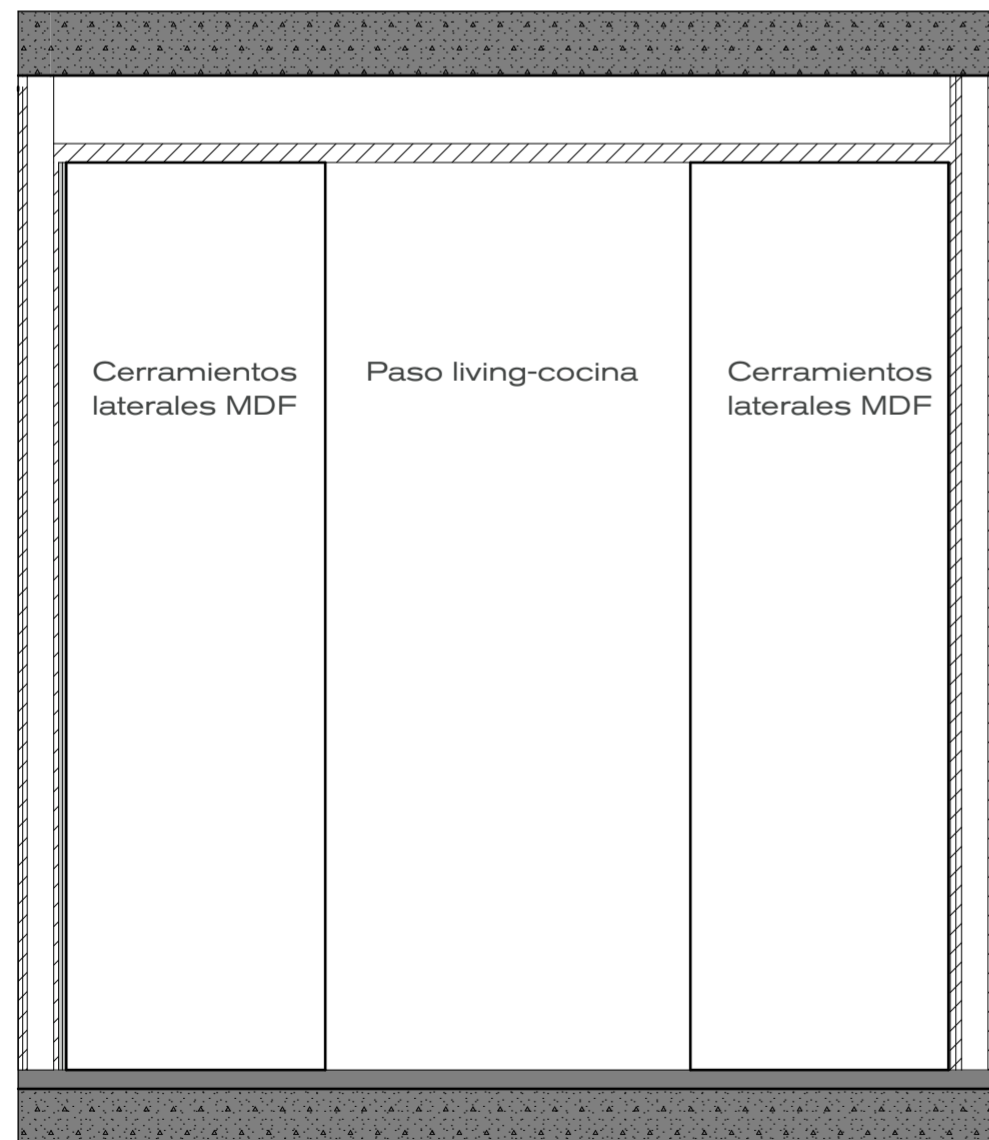 Cerramientos
laterales MDF
Paso living-cocina
Cerramientos
laterales MDF